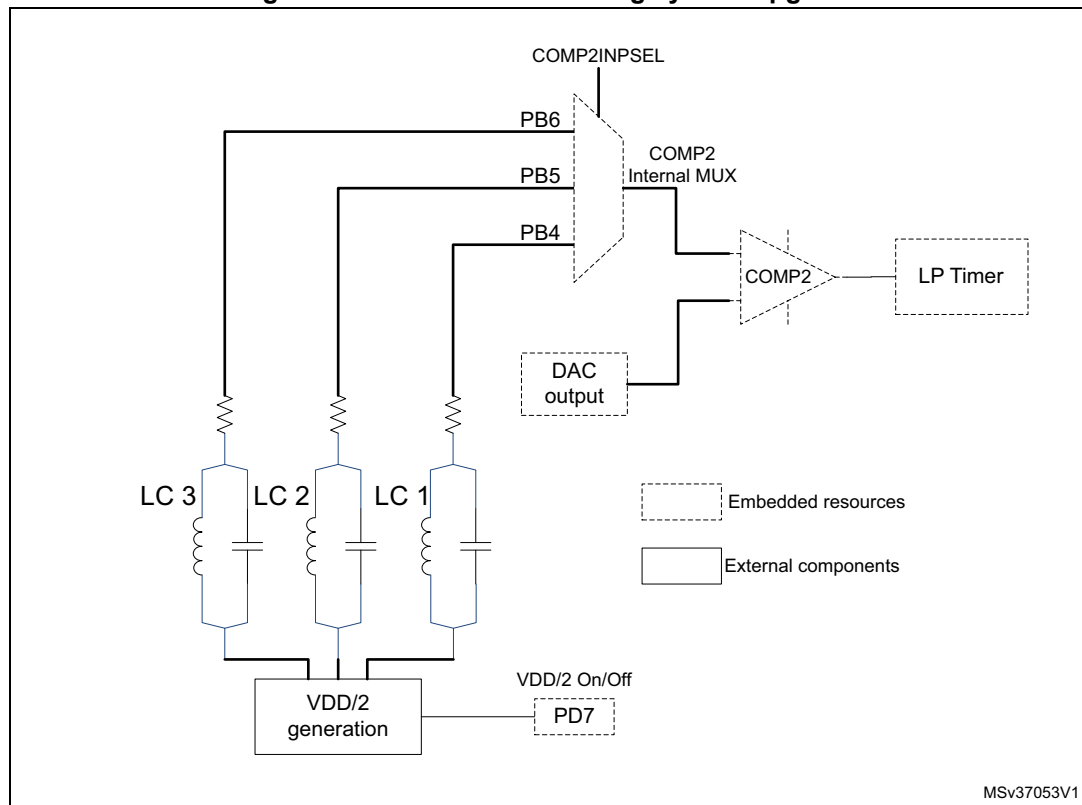 COMP2INPSEL
PB6
COMP2
Internal MUX
PB5
PB4
COMP2
LP Timer
DAC
output
LC 3
LC 2
LC 1
Embedded resources
External components
VDD/2 On/Off
VDD/2
generation
PD7
MSv37053V1